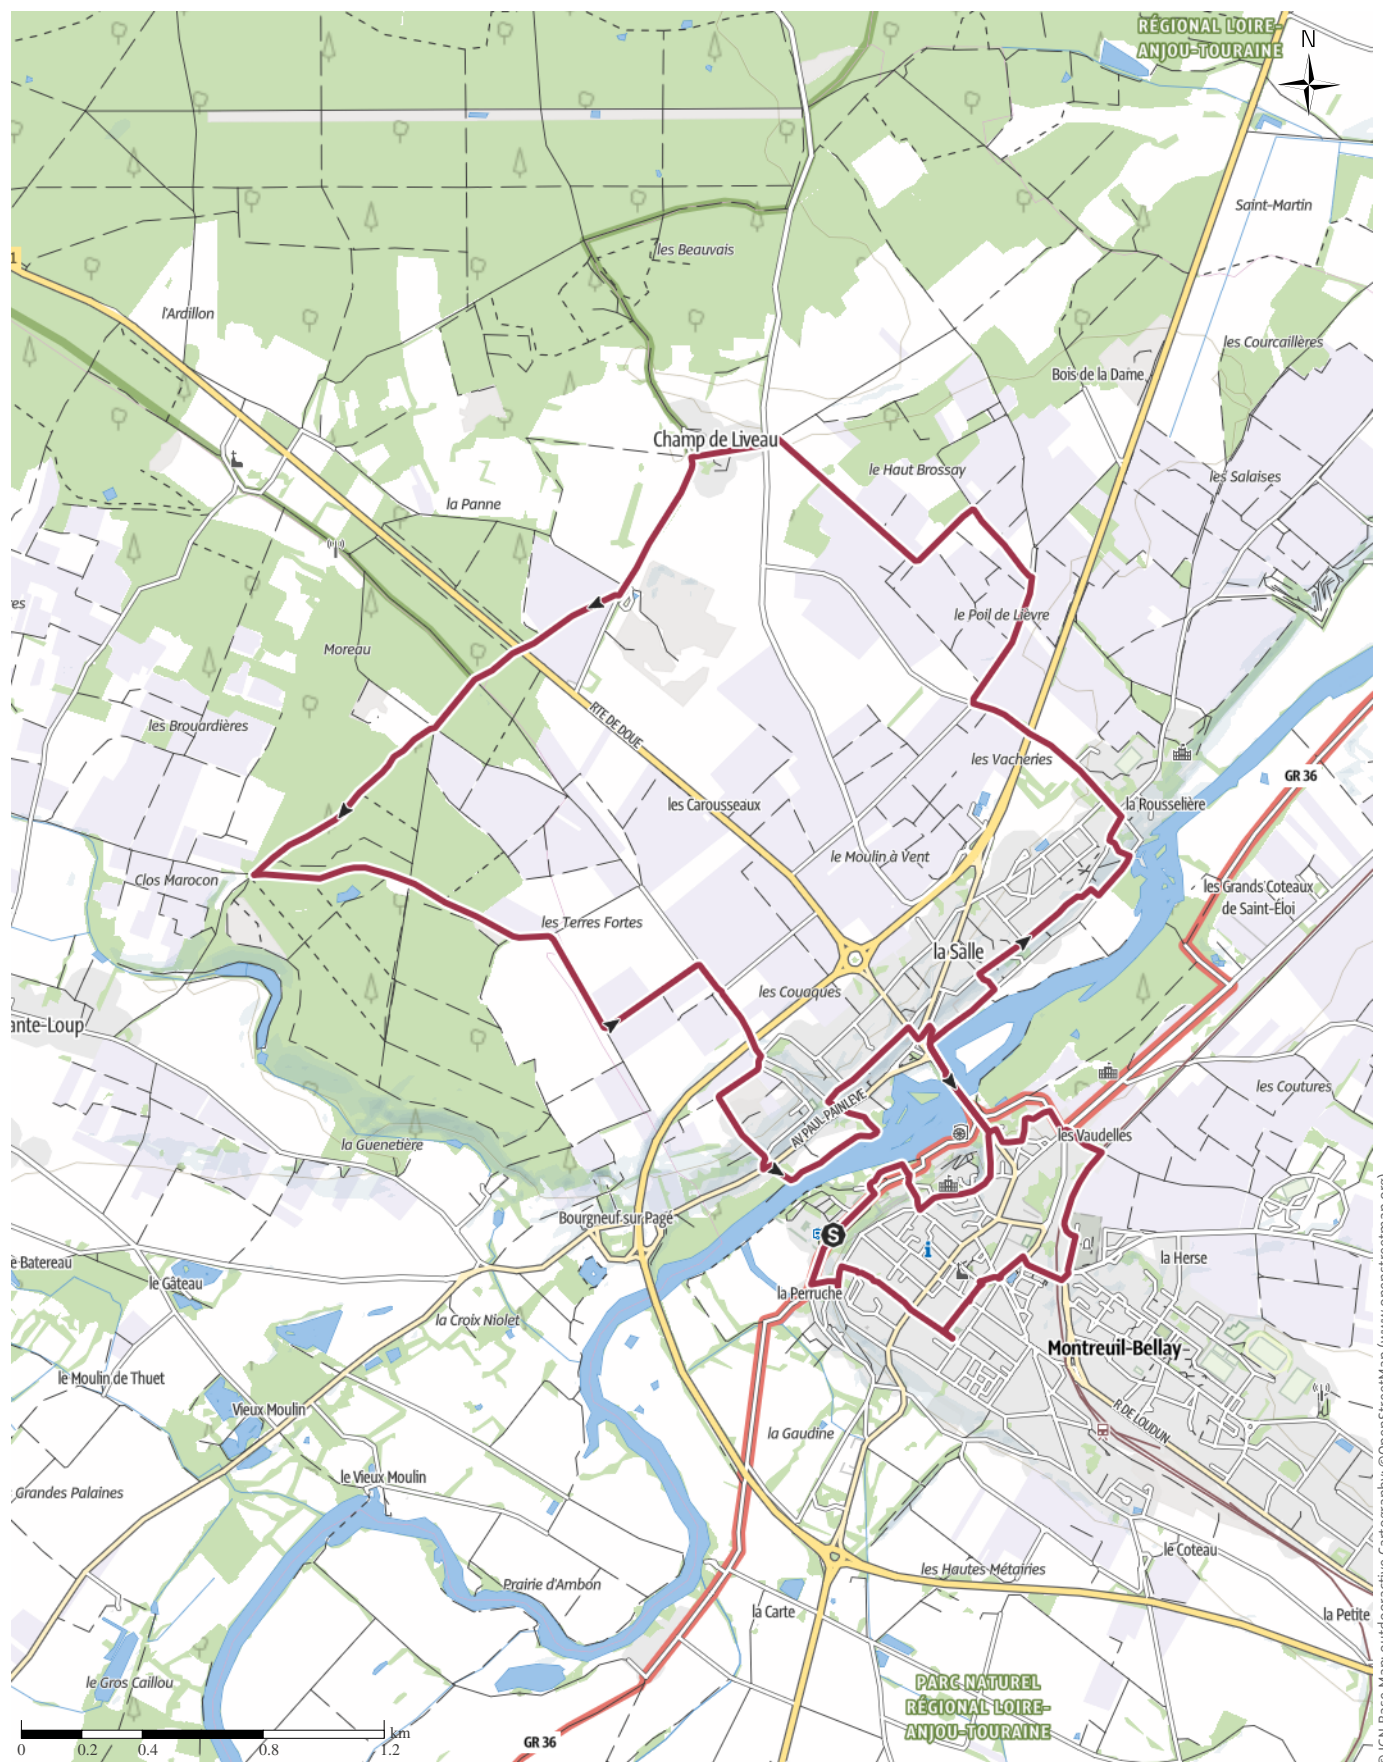 RÉGIONAL LOIRE-
ANJOU-TOURAINE
N
Saint-Martin
les Beauvais
1
l'Ardillon
les Courcaillères
Bois de la Dame
Champ de Liveau
le Haut Brossay
les Salaises
la Panne
le Poil de Lièvre
Moreau
les Brouardières
RTE DE DOUE
les Vacheries
GR 36
les Carousseaux
la Rousselière
le Moulin à Vent
Clos Marocon
les Grands Coteaux
de Saint-Éloi
les Terres Fortes
la Salle
les Couaques
ante-Loup
AV PAUL-PAINLEVE
les Coutures
la Guenetière
les Vaudelles
Bourgneuf-sur-Pagé
S
la Herse
e Batereau
le Gâteau
la Perruche
la Croix Niolet
Montreuil-Bellay
le Moulin de Thuet
Vieux Moulin
R DE LOUDUN
la Gaudine
le Vieux Moulin
Grandes Palaines
le Coteau
les Hautes Métairies
Prairie d'Ambon
la Carte
la Petite
le Gros Caillou
PARC NATUREL
RÉGIONAL LOIRE-
ANJOU-TOURAINE
GR 36
km
0 0.2 0.4 0.8 1.2